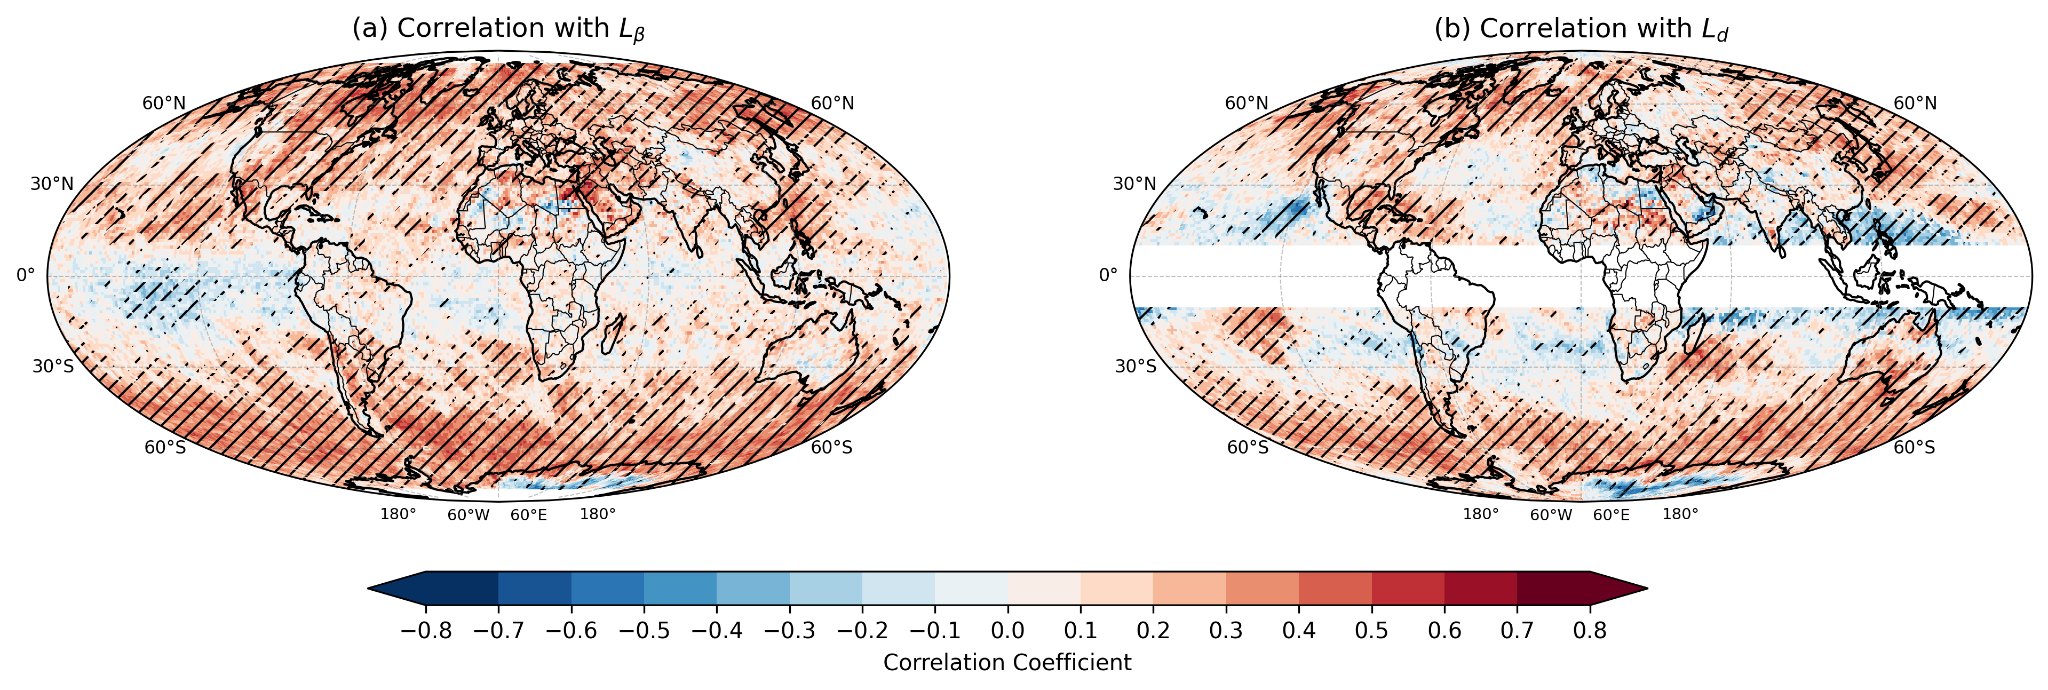 (a) Correlation with Lβ
(b) Correlation with Ld
60°N 60°N 60°N 60°N
30°N 30°N
0° 0°
30°S 30°S
60°S 60°S 60°S 60°S
180° 60°W 60°E 180° 180° 60°W 60°E 180°
−0.8 −0.7 −0.6 −0.5 −0.4 −0.3 −0.2 −0.1 0.0 0.1 0.2 0.3 0.4 0.5 0.6 0.7 0.8
Correlation Coefficient